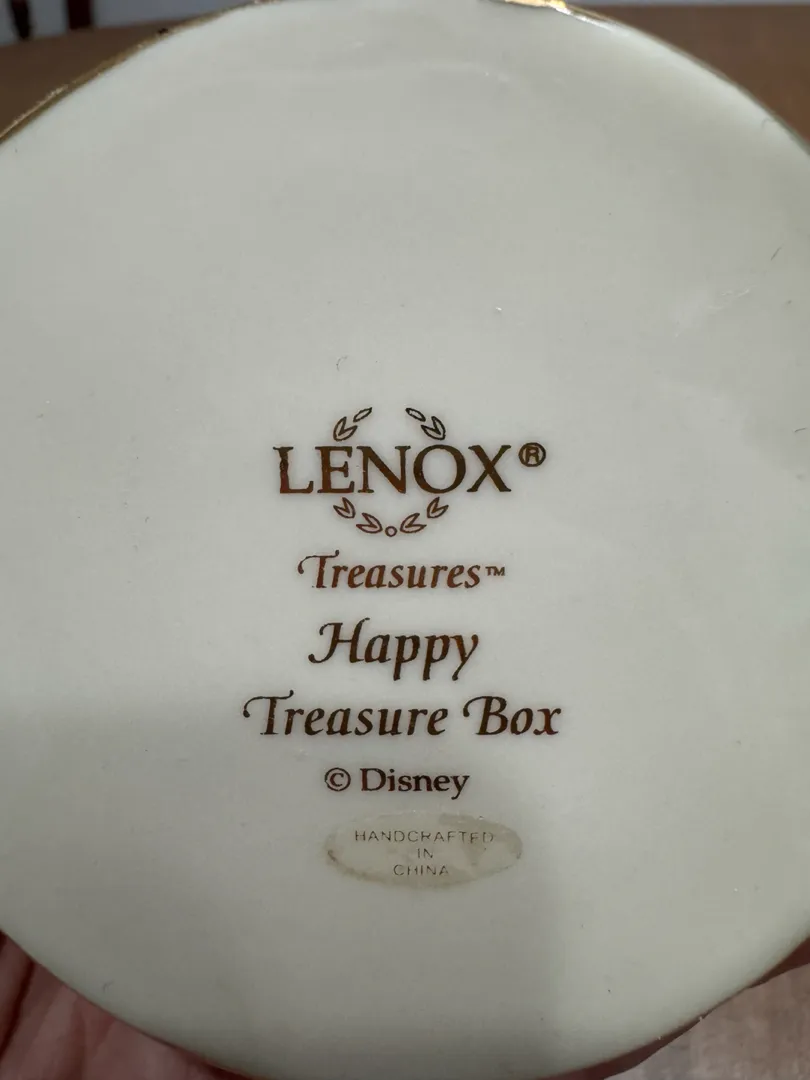 LENOX®
Treasures™
Happy
Treasure Box
© Disney
HANDCRAFTED
IN
CHINA